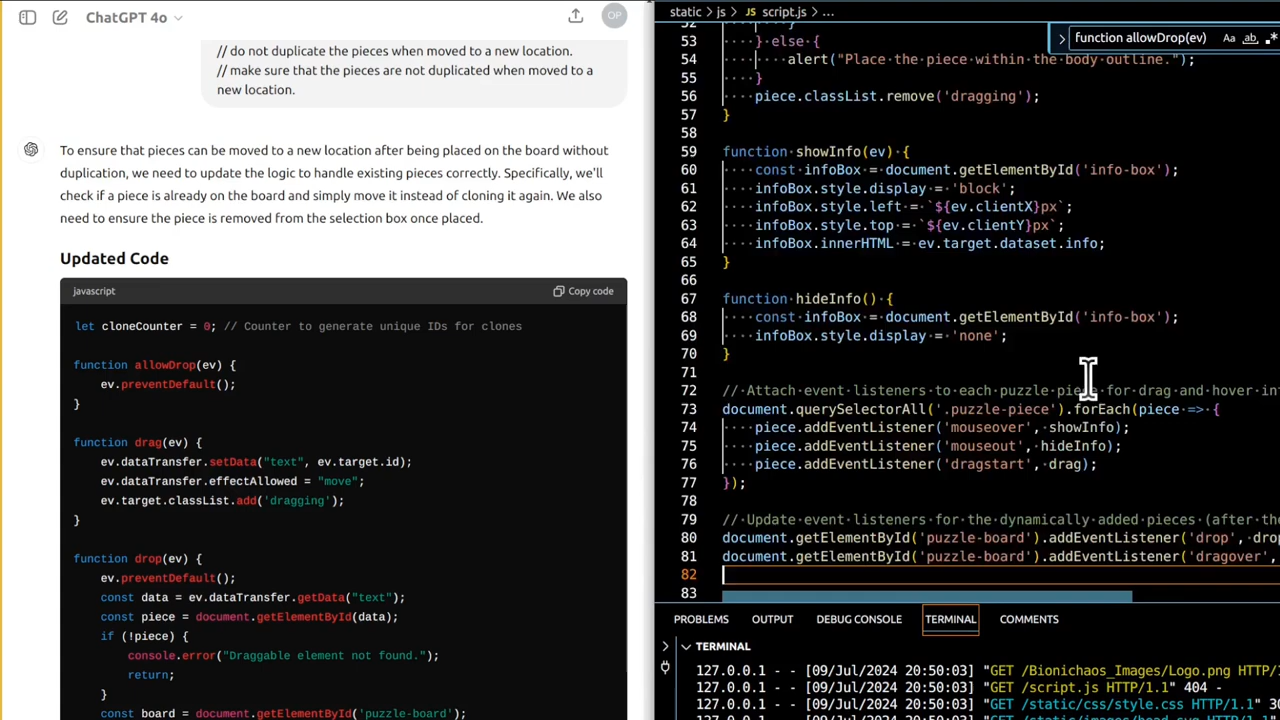 ChatGPT 4o
OP
// do not duplicate the pieces when moved to a new location.
// make sure that the pieces are not duplicated when moved to a
new location.
To ensure that pieces can be moved to a new location after being placed on the board without
duplication, we need to update the logic to handle existing pieces correctly. Specifically, we'll
check if a piece is already on the board and simply move it instead of cloning it again. We also
need to ensure the piece is removed from the selection box once placed.
Updated Code
javascript
Copy code
let cloneCounter = 0; // Counter to generate unique IDs for clones
function allowDrop(ev) {
ev.preventDefault();
}
function drag(ev) {
ev.dataTransfer.setData("text", ev.target.id);
ev.dataTransfer.effectAllowed = "move";
ev.target.classList.add('dragging');
}
function drop(ev) {
ev.preventDefault();
const data = ev.dataTransfer.getData("text");
const piece = document.getElementById(data);
if (!piece) {
console.error("Draggable element not found.");
return;
}
const board = document.getElementById('puzzle-board');
static › js › JS script.js › ...
function allowDrop(ev) Aa ab .*
52 }
53 } else {
54 alert("Place the piece within the body outline.");
55 }
56 piece.classList.remove('dragging');
57 }
58
59 function showInfo(ev) {
60 const infoBox = document.getElementById('info-box');
61 infoBox.style.display = 'block';
62 infoBox.style.left = `${ev.clientX}px`;
63 infoBox.style.top = `${ev.clientY}px`;
64 infoBox.innerHTML = ev.target.dataset.info;
65 }
66
67 function hideInfo() {
68 const infoBox = document.getElementById('info-box');
69 infoBox.style.display = 'none';
70 }
71
72 // Attach event listeners to each puzzle piece for drag and hover in
73 document.querySelectorAll('.puzzle-piece').forEach(piece => {
74 piece.addEventListener('mouseover', showInfo);
75 piece.addEventListener('mouseout', hideInfo);
76 piece.addEventListener('dragstart', drag);
77 });
78
79 // Update event listeners for the dynamically added pieces (after the
80 document.getElementById('puzzle-board').addEventListener('drop', drop
81 document.getElementById('puzzle-board').addEventListener('dragover',
82
83
PROBLEMS OUTPUT DEBUG CONSOLE TERMINAL COMMENTS
TERMINAL
127.0.0.1 - - [09/Jul/2024 20:50:03] "GET /Bionichaos_Images/Logo.png HTTP/1
127.0.0.1 - - [09/Jul/2024 20:50:03] "GET /script.js HTTP/1.1" 404 -
127.0.0.1 - - [09/Jul/2024 20:50:03] "GET /static/css/style.css HTTP/1.1" 30